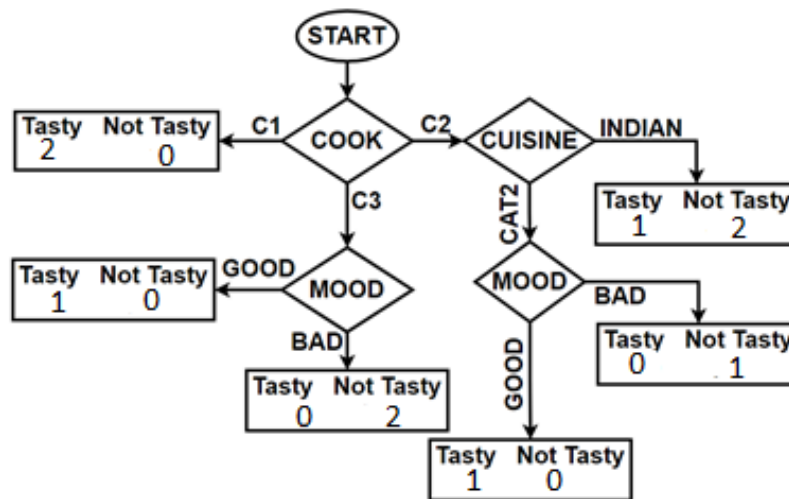 START
COOK
C1
C2
CUISINE
INDIAN
Tasty Not Tasty
2 0
C3
CAT2
Tasty Not Tasty
1 2
GOOD
MOOD
MOOD
BAD
Tasty Not Tasty
1 0
BAD
GOOD
Tasty Not Tasty
0 1
Tasty Not Tasty
0 2
Tasty Not Tasty
1 0